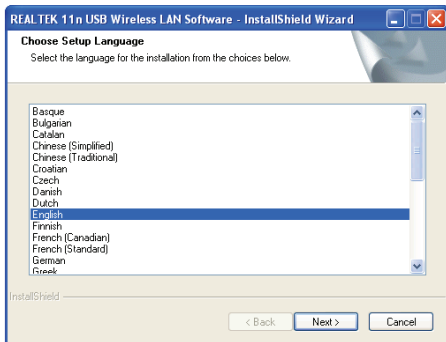 REALTEK 11n USB Wireless LAN Software - InstallShield Wizard
Choose Setup Language
Select the language for the installation from the choices below.
Basque
Bulgarian
Catalan
Chinese (Simplified)
Chinese (Traditional)
Croatian
Czech
Danish
Dutch
English
Finnish
French (Canadian)
French (Standard)
German
Greek
InstallShield
< Back Next > Cancel